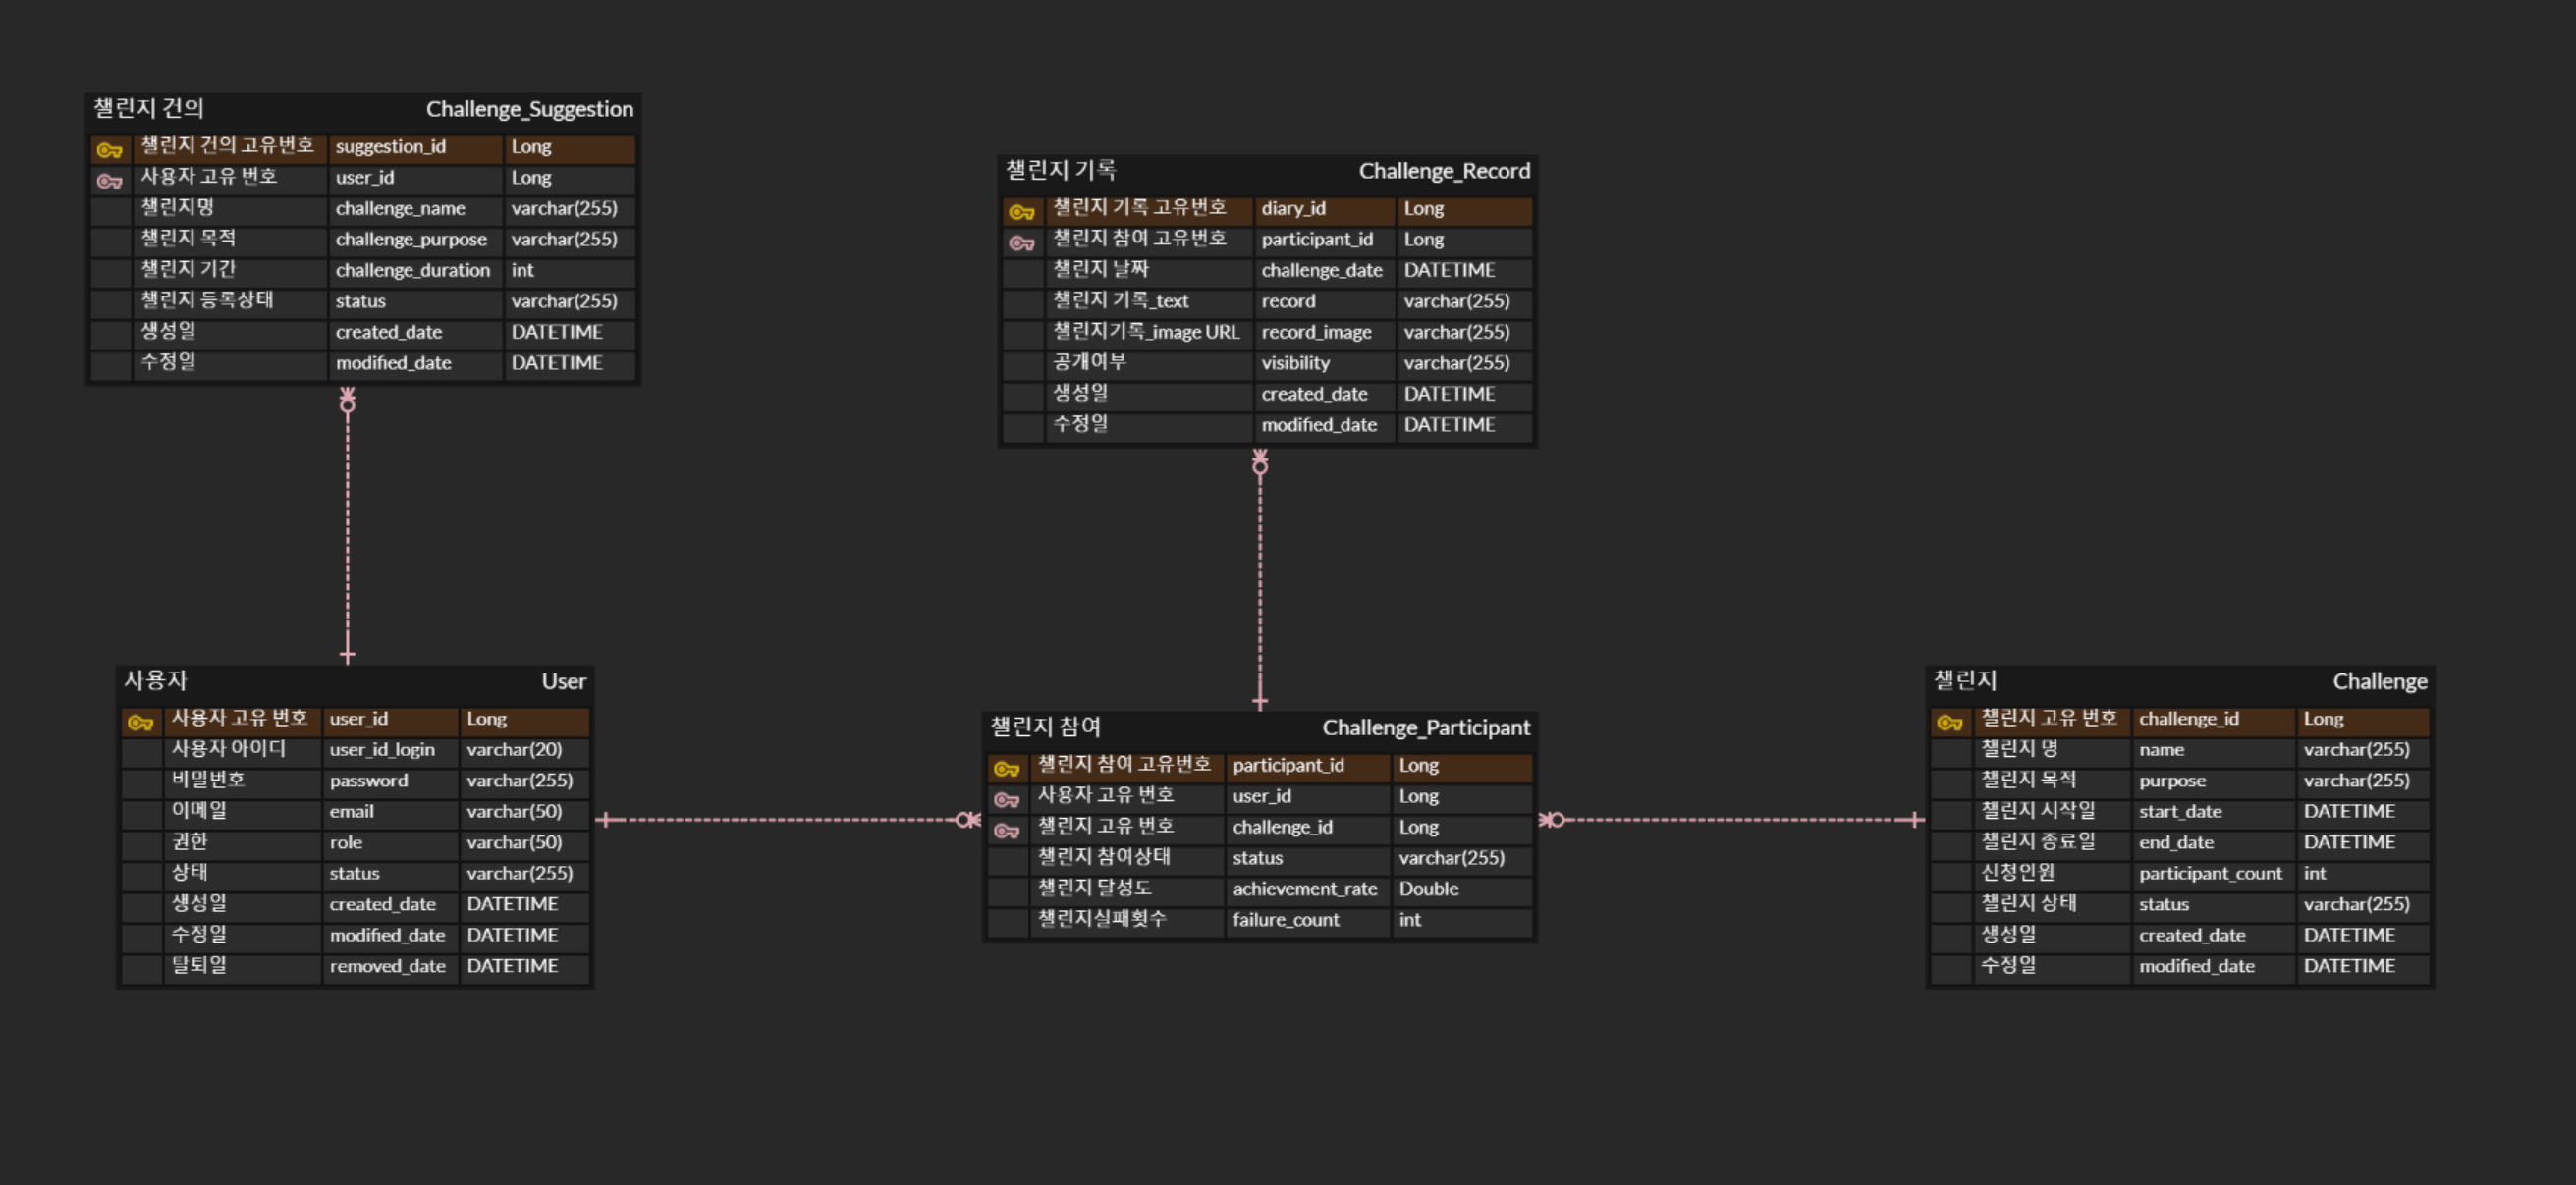 챌린지 건의 Challenge_Suggestion
챌린지 건의 고유번호 suggestion_id Long
사용자 고유 번호 user_id Long
챌린지명 challenge_name varchar(255)
챌린지 목적 challenge_purpose varchar(255)
챌린지 기간 challenge_duration int
챌린지 등록상태 status varchar(255)
생성일 created_date DATETIME
수정일 modified_date DATETIME
챌린지 기록 Challenge_Record
챌린지 기록 고유번호 diary_id Long
챌린지 참여 고유번호 participant_id Long
챌린지 날짜 challenge_date DATETIME
챌린지 기록_text record varchar(255)
챌린지기록_image URL record_image varchar(255)
공개여부 visibility varchar(255)
생성일 created_date DATETIME
수정일 modified_date DATETIME
사용자 User
사용자 고유 번호 user_id Long
사용자 아이디 user_id_login varchar(20)
비밀번호 password varchar(255)
이메일 email varchar(50)
권한 role varchar(50)
상태 status varchar(255)
생성일 created_date DATETIME
수정일 modified_date DATETIME
탈퇴일 removed_date DATETIME
챌린지 참여 Challenge_Participant
챌린지 참여 고유번호 participant_id Long
사용자 고유 번호 user_id Long
챌린지 고유 번호 challenge_id Long
챌린지 참여상태 status varchar(255)
챌린지 달성도 achievement_rate Double
챌린지실패횟수 failure_count int
챌린지 Challenge
챌린지 고유 번호 challenge_id Long
챌린지 명 name varchar(255)
챌린지 목적 purpose varchar(255)
챌린지 시작일 start_date DATETIME
챌린지 종료일 end_date DATETIME
신청인원 participant_count int
챌린지 상태 status varchar(255)
생성일 created_date DATETIME
수정일 modified_date DATETIME